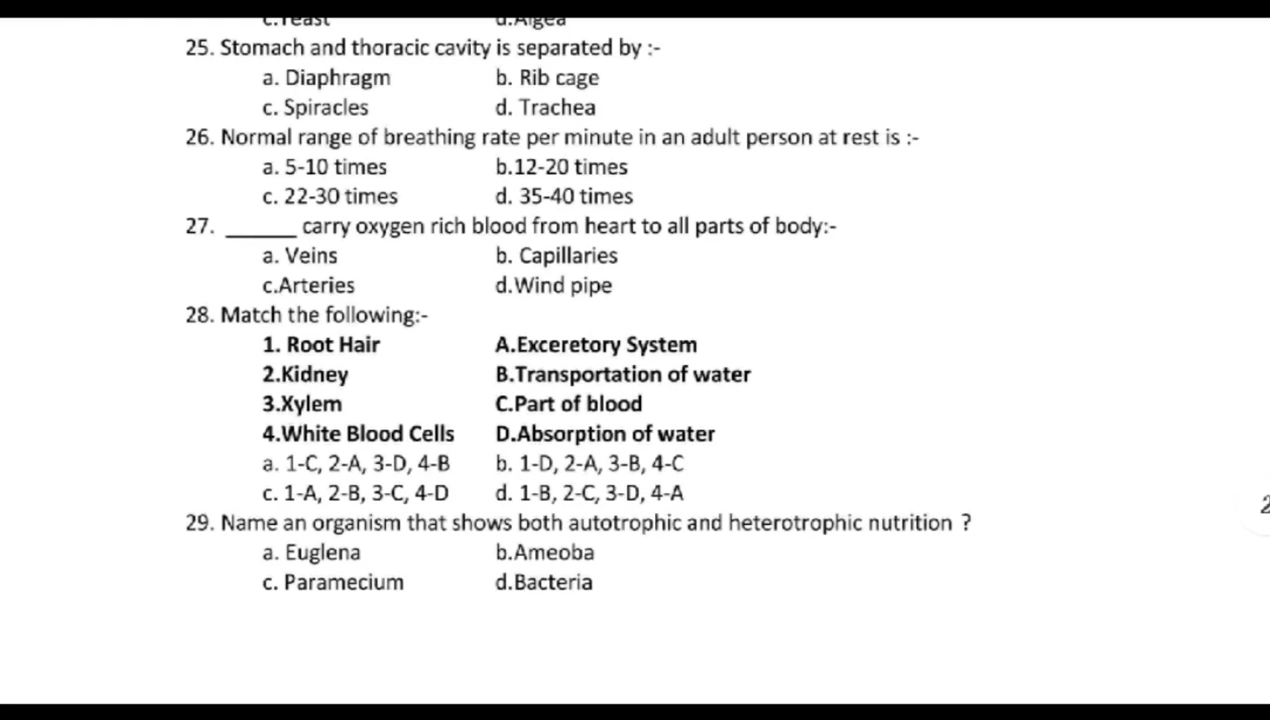 c.Yeast d.Algea
25. Stomach and thoracic cavity is separated by :-
a. Diaphragm b. Rib cage
c. Spiracles d. Trachea
26. Normal range of breathing rate per minute in an adult person at rest is :-
a. 5-10 times b.12-20 times
c. 22-30 times d. 35-40 times
27. ______ carry oxygen rich blood from heart to all parts of body:-
a. Veins b. Capillaries
c.Arteries d.Wind pipe
28. Match the following:-
1. Root Hair A.Exceretory System
2.Kidney B.Transportation of water
3.Xylem C.Part of blood
4.White Blood Cells D.Absorption of water
a. 1-C, 2-A, 3-D, 4-B b. 1-D, 2-A, 3-B, 4-C
c. 1-A, 2-B, 3-C, 4-D d. 1-B, 2-C, 3-D, 4-A
29. Name an organism that shows both autotrophic and heterotrophic nutrition ?
a. Euglena b.Ameoba
c. Paramecium d.Bacteria